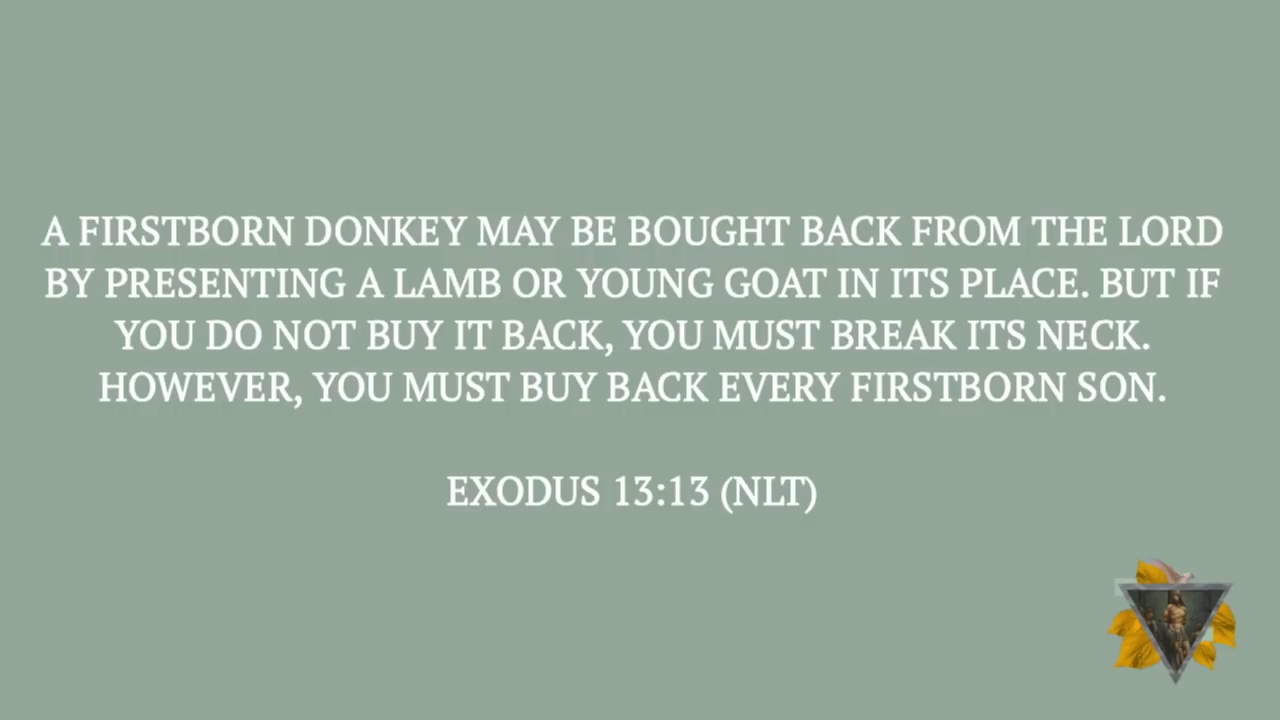 A FIRSTBORN DONKEY MAY BE BOUGHT BACK FROM THE LORD
BY PRESENTING A LAMB OR YOUNG GOAT IN ITS PLACE. BUT IF
YOU DO NOT BUY IT BACK, YOU MUST BREAK ITS NECK.
HOWEVER, YOU MUST BUY BACK EVERY FIRSTBORN SON.
EXODUS 13:13 (NLT)